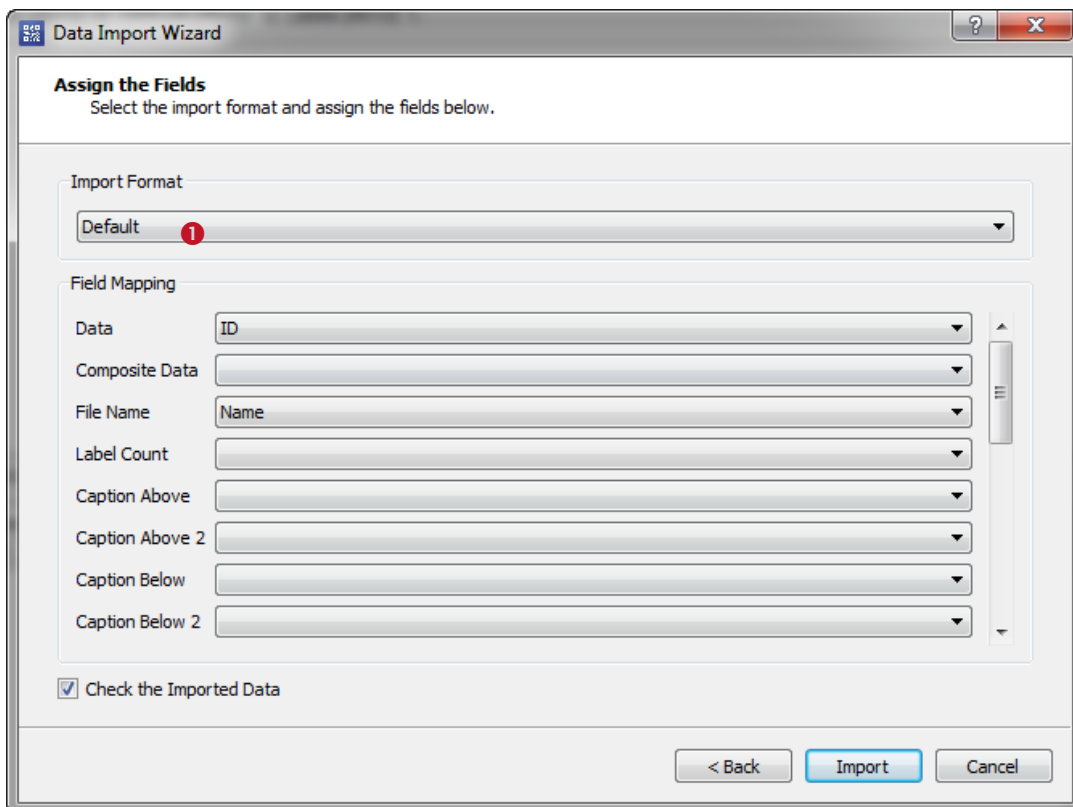 Data Import Wizard
Assign the Fields
Select the import format and assign the fields below.
Import Format
Default
1
Field Mapping
Data ID
Composite Data
File Name Name
Label Count
Caption Above
Caption Above 2
Caption Below
Caption Below 2
Check the Imported Data
< Back Import Cancel